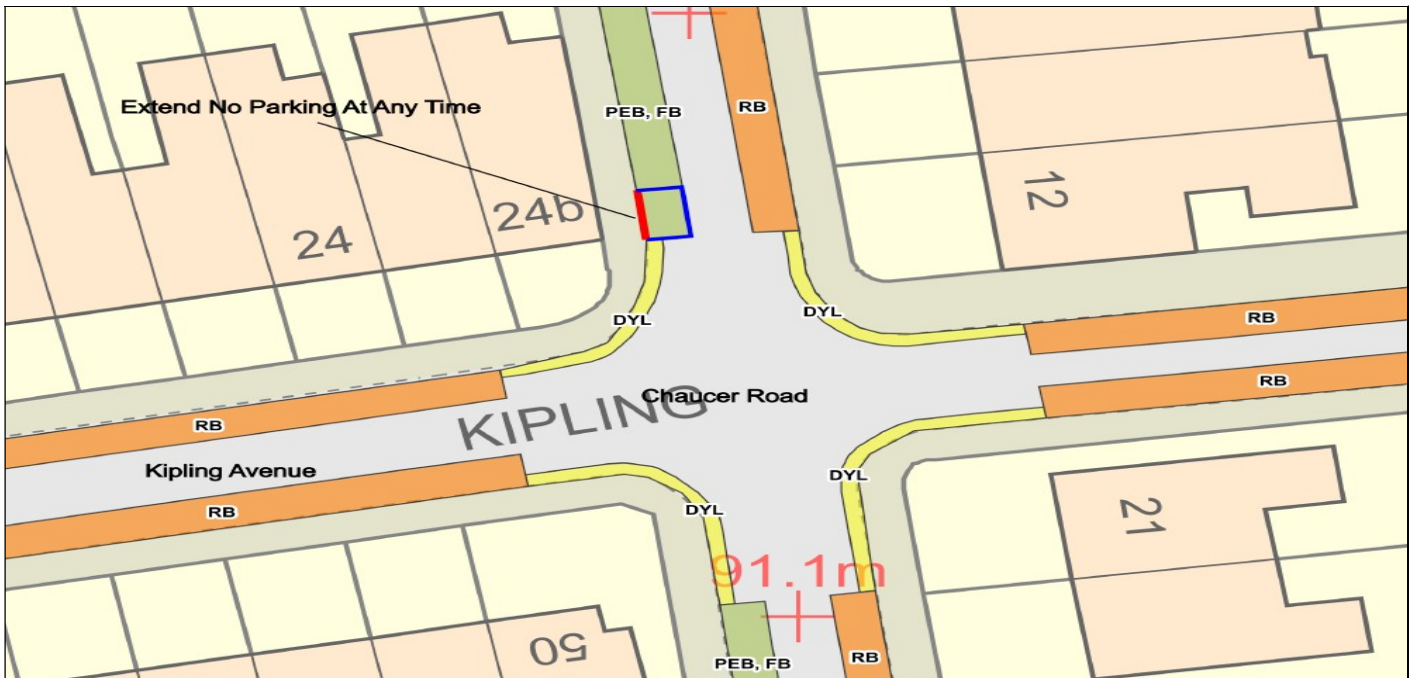 Extend No Parking At Any Time
PEB, FB
RB
24
24b
12
DYL
DYL
RB
RB
Chaucer Road
KIPLING
RB
Kipling Avenue
RB
DYL
DYL
21
91.1m
50
PEB, FB
RB